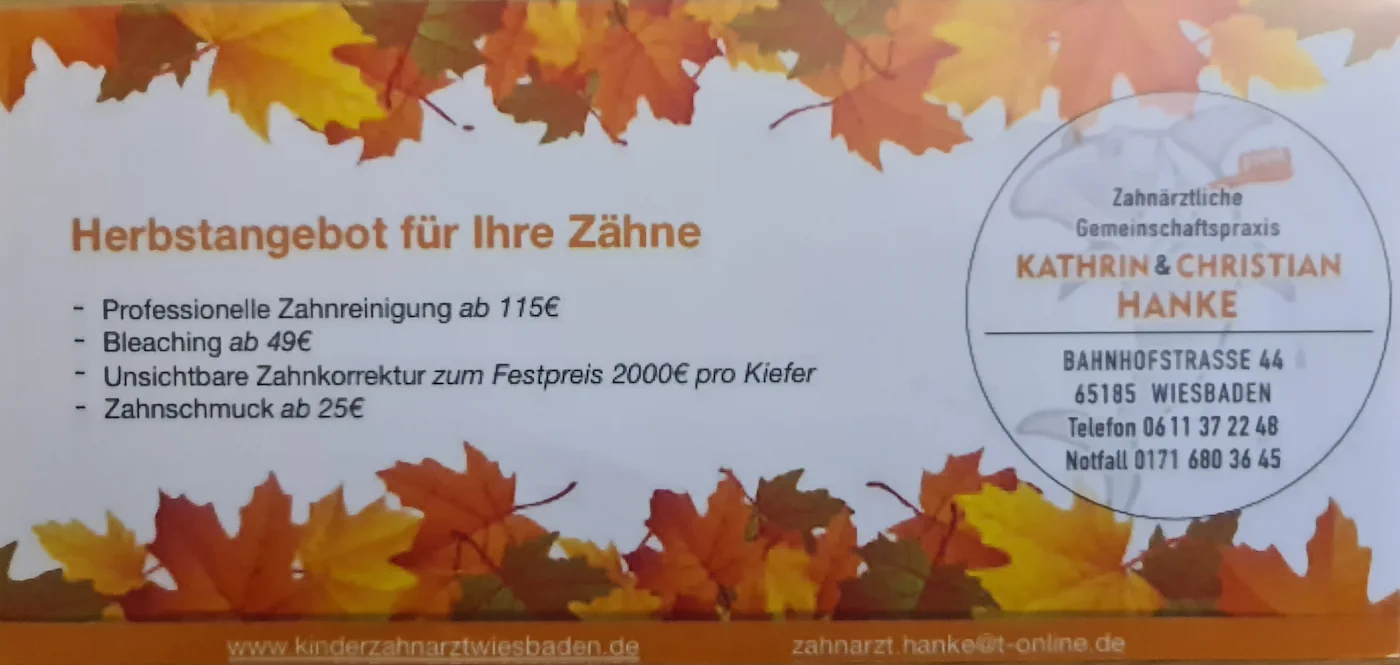 Herbstangebot für Ihre Zähne
- Professionelle Zahnreinigung ab 115€
- Bleaching ab 49€
- Unsichtbare Zahnkorrektur zum Festpreis 2000€ pro Kiefer
- Zahnschmuck ab 25€
Zahnärztliche
Gemeinschaftspraxis
KATHRIN & CHRISTIAN
HANKE
BAHNHOFSTRASSE 44
65185 WIESBADEN
Telefon 06 11 37 22 48
Notfall 0171 680 36 45
www.kinderzahnarztwiesbaden.de
zahnarzt.hanke@t-online.de